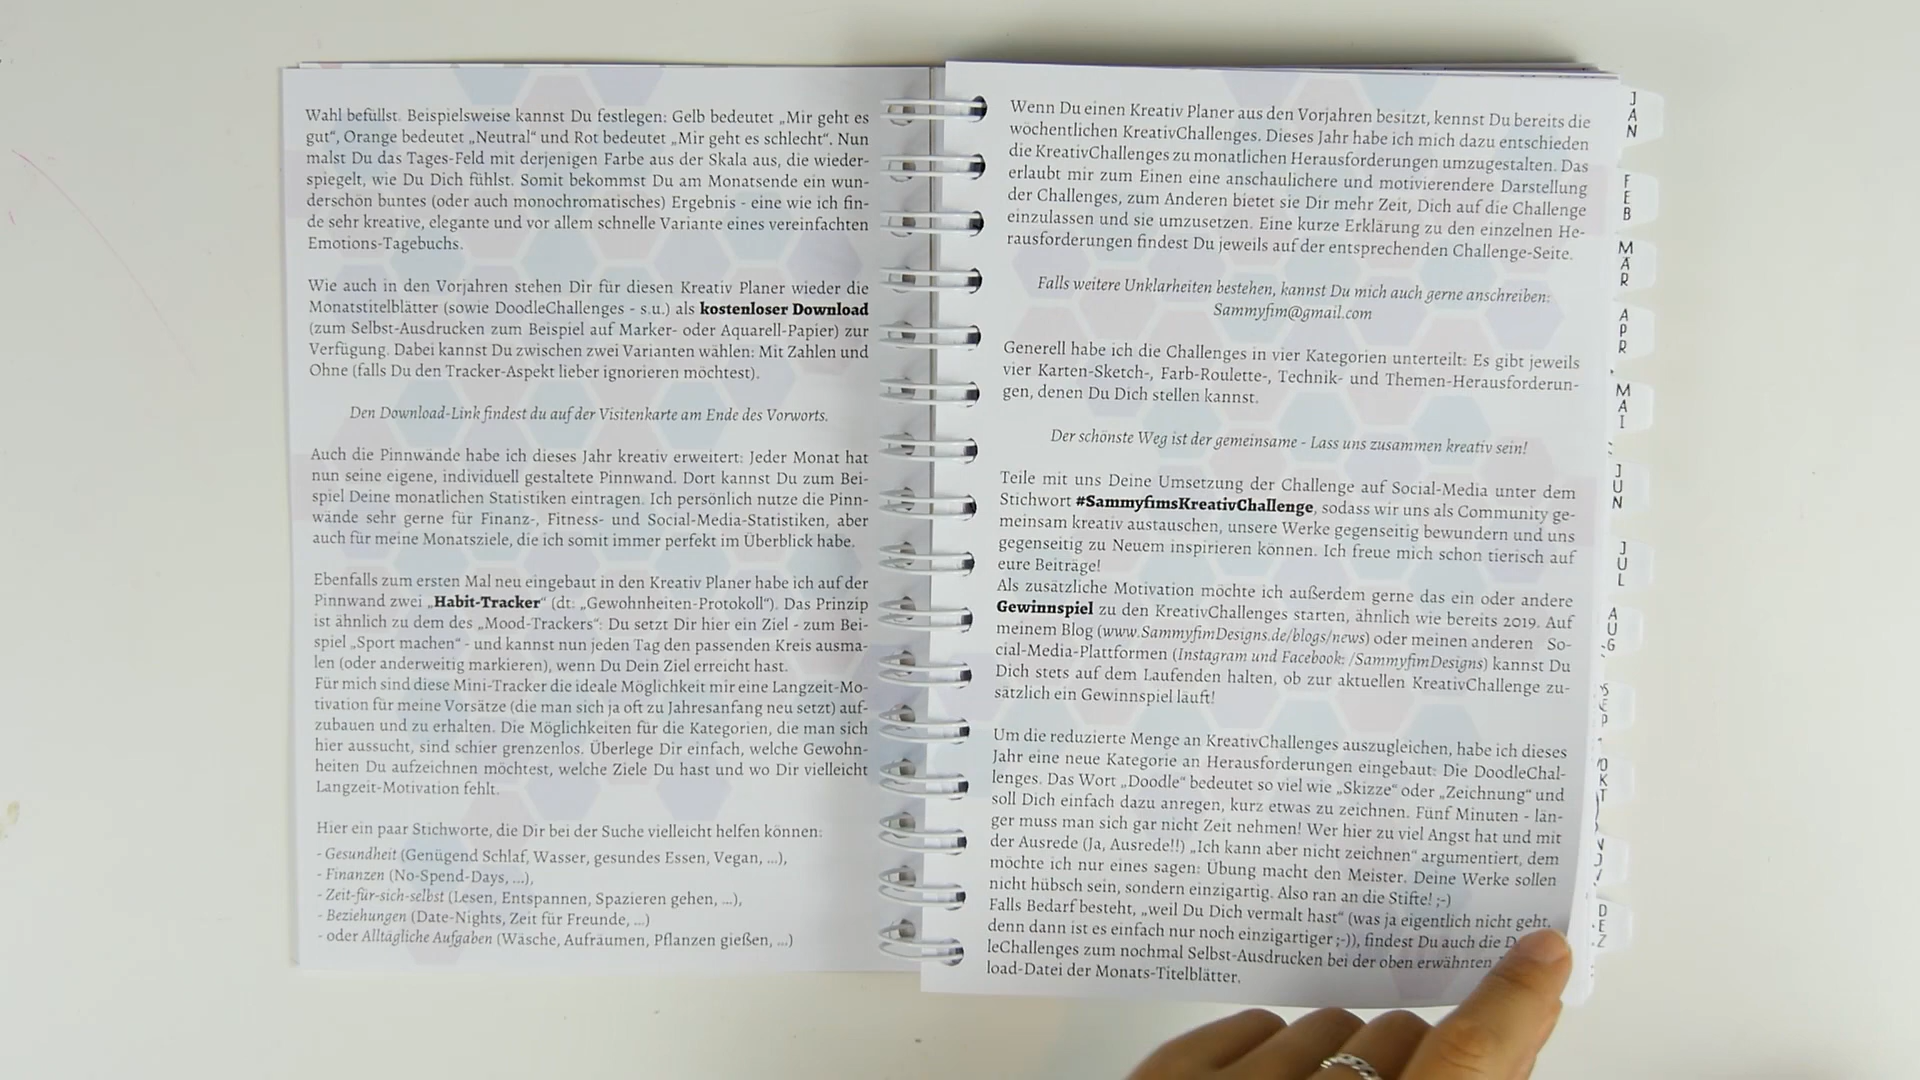 Wahl befüllst. Beispielsweise kannst Du festlegen: Gelb bedeutet „Mir geht es
gut“, Orange bedeutet „Neutral“ und Rot bedeutet „Mir geht es schlecht“. Nun
malst Du das Tages-Feld mit derjenigen Farbe aus der Skala aus, die wieder-
spiegelt, wie Du Dich fühlst. Somit bekommst Du am Monatsende ein wun-
derschön buntes (oder auch monochromatisches) Ergebnis - eine wie ich fin-
de sehr kreative, elegante und vor allem schnelle Variante eines vereinfachten
Emotions-Tagebuchs.
Wie auch in den Vorjahren stehen Dir für diesen Kreativ Planer wieder die
Monatstitelblätter (sowie DoodleChallenges - s.u.) als kostenloser Download
(zum Selbst-Ausdrucken zum Beispiel auf Marker- oder Aquarell-Papier) zur
Verfügung. Dabei kannst Du zwischen zwei Varianten wählen: Mit Zahlen und
Ohne (falls Du den Tracker-Aspekt lieber ignorieren möchtest).
Den Download-Link findest du auf der Visitenkarte am Ende des Vorworts.
Auch die Pinnwände habe ich dieses Jahr kreativ erweitert: Jeder Monat hat
nun seine eigene, individuell gestaltete Pinnwand. Dort kannst Du zum Bei-
spiel Deine monatlichen Statistiken eintragen. Ich persönlich nutze die Pinn-
wände sehr gerne für Finanz-, Fitness- und Social-Media-Statistiken, aber
auch für meine Monatsziele, die ich somit immer perfekt im Überblick habe.
Ebenfalls zum ersten Mal neu eingebaut in den Kreativ Planer habe ich auf der
Pinnwand zwei „Habit-Tracker“ (dt: „Gewohnheiten-Protokoll“). Das Prinzip
ist ähnlich zu dem des „Mood-Trackers“: Du setzt Dir hier ein Ziel - zum Bei-
spiel „Sport machen“ - und kannst nun jeden Tag den passenden Kreis ausma-
len (oder anderweitig markieren), wenn Du Dein Ziel erreicht hast.
Für mich sind diese Mini-Tracker die ideale Möglichkeit mir eine Langzeit-Mo-
tivation für meine Vorsätze (die man sich ja oft zu Jahresanfang neu setzt) auf-
zubauen und zu erhalten. Die Möglichkeiten für die Kategorien, die man sich
hier aussucht, sind schier grenzenlos. Überlege Dir einfach, welche Gewohn-
heiten Du aufzeichnen möchtest, welche Ziele Du hast und wo Dir vielleicht
Langzeit-Motivation fehlt.
Hier ein paar Stichworte, die Dir bei der Suche vielleicht helfen können:
- Gesundheit (Genügend Schlaf, Wasser, gesundes Essen, Vegan, ...),
- Finanzen (No-Spend-Days, ...),
- Zeit-für-sich-selbst (Lesen, Entspannen, Spazieren gehen, ...),
- Beziehungen (Date-Nights, Zeit für Freunde, ...)
- oder Alltägliche Aufgaben (Wäsche, Aufräumen, Pflanzen gießen, ...)
Wenn Du einen Kreativ Planer aus den Vorjahren besitzt, kennst Du bereits die
wöchentlichen KreativChallenges. Dieses Jahr habe ich mich dazu entschieden
die KreativChallenges zu monatlichen Herausforderungen umzugestalten. Das
erlaubt mir zum Einen eine anschaulichere und motivierendere Darstellung
der Challenges, zum Anderen bietet sie Dir mehr Zeit, Dich auf die Challenge
einzulassen und sie umzusetzen. Eine kurze Erklärung zu den einzelnen He-
rausforderungen findest Du jeweils auf der entsprechenden Challenge-Seite.
Falls weitere Unklarheiten bestehen, kannst Du mich auch gerne anschreiben:
Sammyfim@gmail.com
Generell habe ich die Challenges in vier Kategorien unterteilt: Es gibt jeweils
vier Karten-Sketch-, Farb-Roulette-, Technik- und Themen-Herausforderun-
gen, denen Du Dich stellen kannst.
Der schönste Weg ist der gemeinsame - Lass uns zusammen kreativ sein!
Teile mit uns Deine Umsetzung der Challenge auf Social-Media unter dem
Stichwort #SammyfimsKreativChallenge, sodass wir uns als Community ge-
meinsam kreativ austauschen, unsere Werke gegenseitig bewundern und uns
gegenseitig zu Neuem inspirieren können. Ich freue mich schon tierisch auf
eure Beiträge!
Als zusätzliche Motivation möchte ich außerdem gerne das ein oder andere
Gewinnspiel zu den KreativChallenges starten, ähnlich wie bereits 2019. Auf
meinem Blog (www.SammyfimDesigns.de/blogs/news) oder meinen anderen So-
cial-Media-Plattformen (Instagram und Facebook: /SammyfimDesigns) kannst Du
Dich stets auf dem Laufenden halten, ob zur aktuellen KreativChallenge zu-
sätzlich ein Gewinnspiel läuft!
Um die reduzierte Menge an KreativChallenges auszugleichen, habe ich dieses
Jahr eine neue Kategorie an Herausforderungen eingebaut: Die DoodleChal-
lenges. Das Wort „Doodle“ bedeutet so viel wie „Skizze“ oder „Zeichnung“ und
soll Dich einfach dazu anregen, kurz etwas zu zeichnen. Fünf Minuten - län-
ger muss man sich gar nicht Zeit nehmen! Wer hier zu viel Angst hat und mit
der Ausrede (Ja, Ausrede!!) „Ich kann aber nicht zeichnen“ argumentiert, dem
möchte ich nur eines sagen: Übung macht den Meister. Deine Werke sollen
nicht hübsch sein, sondern einzigartig. Also ran an die Stifte! ;-)
Falls Bedarf besteht, „weil Du Dich vermalt hast“ (was ja eigentlich nicht geht,
denn dann ist es einfach nur noch einzigartiger ;-)), findest Du auch die
leChallenges zum nochmal Selbst-Ausdrucken bei der oben erwähnten
load-Datei der Monats-Titelblätter.
JAN
FEB
MÄR
APR
MAI
JUN
JUL
AUG
SEP
OKT
NOV
DEZ